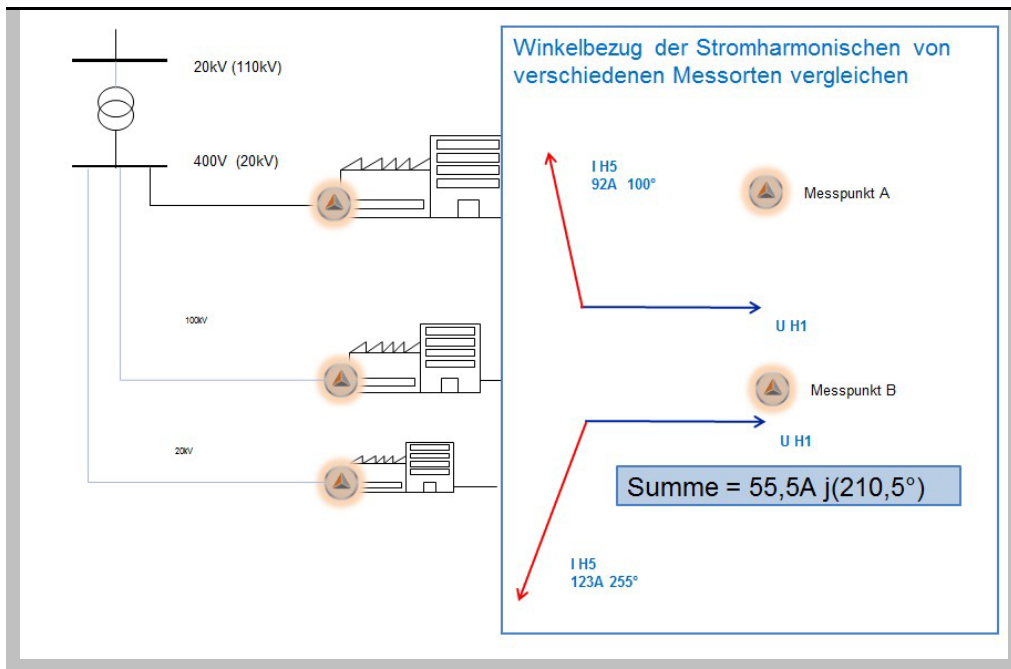 20kV (110kV)
400V (20kV)
100kV
20kV
Winkelbezug der Stromharmonischen von
verschiedenen Messorten vergleichen
I H5
92A 100°
Messpunkt A
U H1
Messpunkt B
U H1
Summe = 55,5A j(210,5°)
I H5
123A 255°